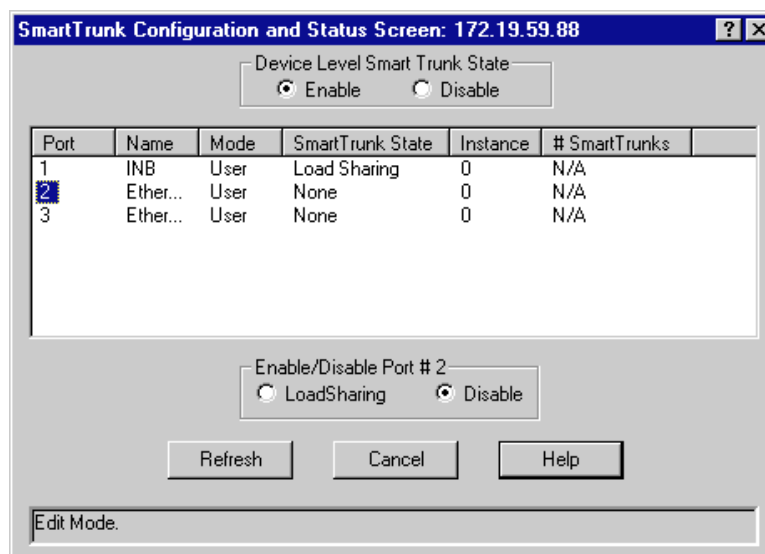 SmartTrunk Configuration and Status Screen: 172.19.59.88
Device Level Smart Trunk State
Enable Disable
Port Name Mode SmartTrunk State Instance # SmartTrunks
1 INB User Load Sharing 0 N/A
2 Ether... User None 0 N/A
3 Ether... User None 0 N/A
Enable/Disable Port # 2
LoadSharing Disable
Refresh Cancel Help
Edit Mode.